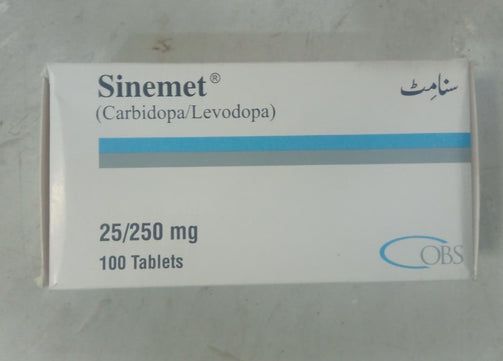 Sinemet® سنامٹ
(Carbidopa/Levodopa)
25/250 mg
100 Tablets
OBS